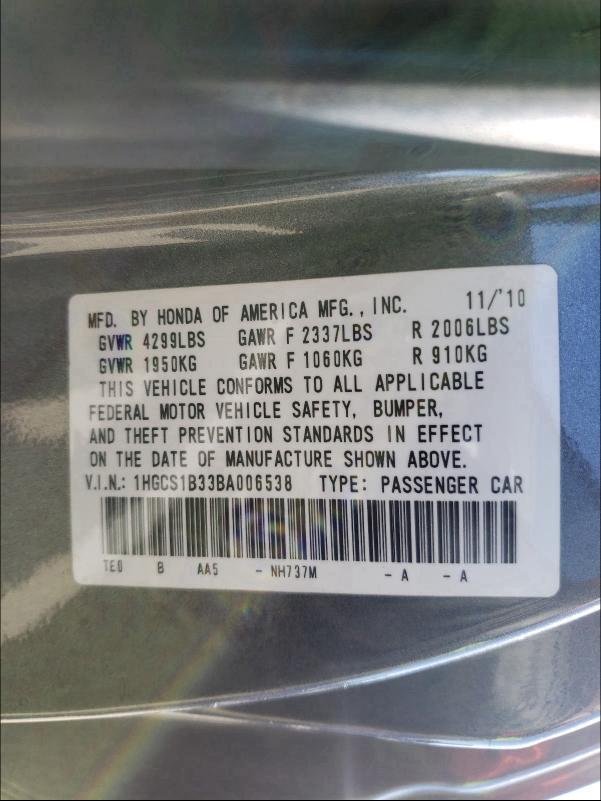 MFD. BY HONDA OF AMERICA MFG., INC. 11/'10
GVWR 4299LBS GAWR F 2337LBS R 2006LBS
GVWR 1950KG GAWR F 1060KG R 910KG
THIS VEHICLE CONFORMS TO ALL APPLICABLE
FEDERAL MOTOR VEHICLE SAFETY, BUMPER,
AND THEFT PREVENTION STANDARDS IN EFFECT
ON THE DATE OF MANUFACTURE SHOWN ABOVE.
V.I.N.: 1HGCS1B33BA006538 TYPE: PASSENGER CAR
TE0 B AA5 - NH737M - A - A